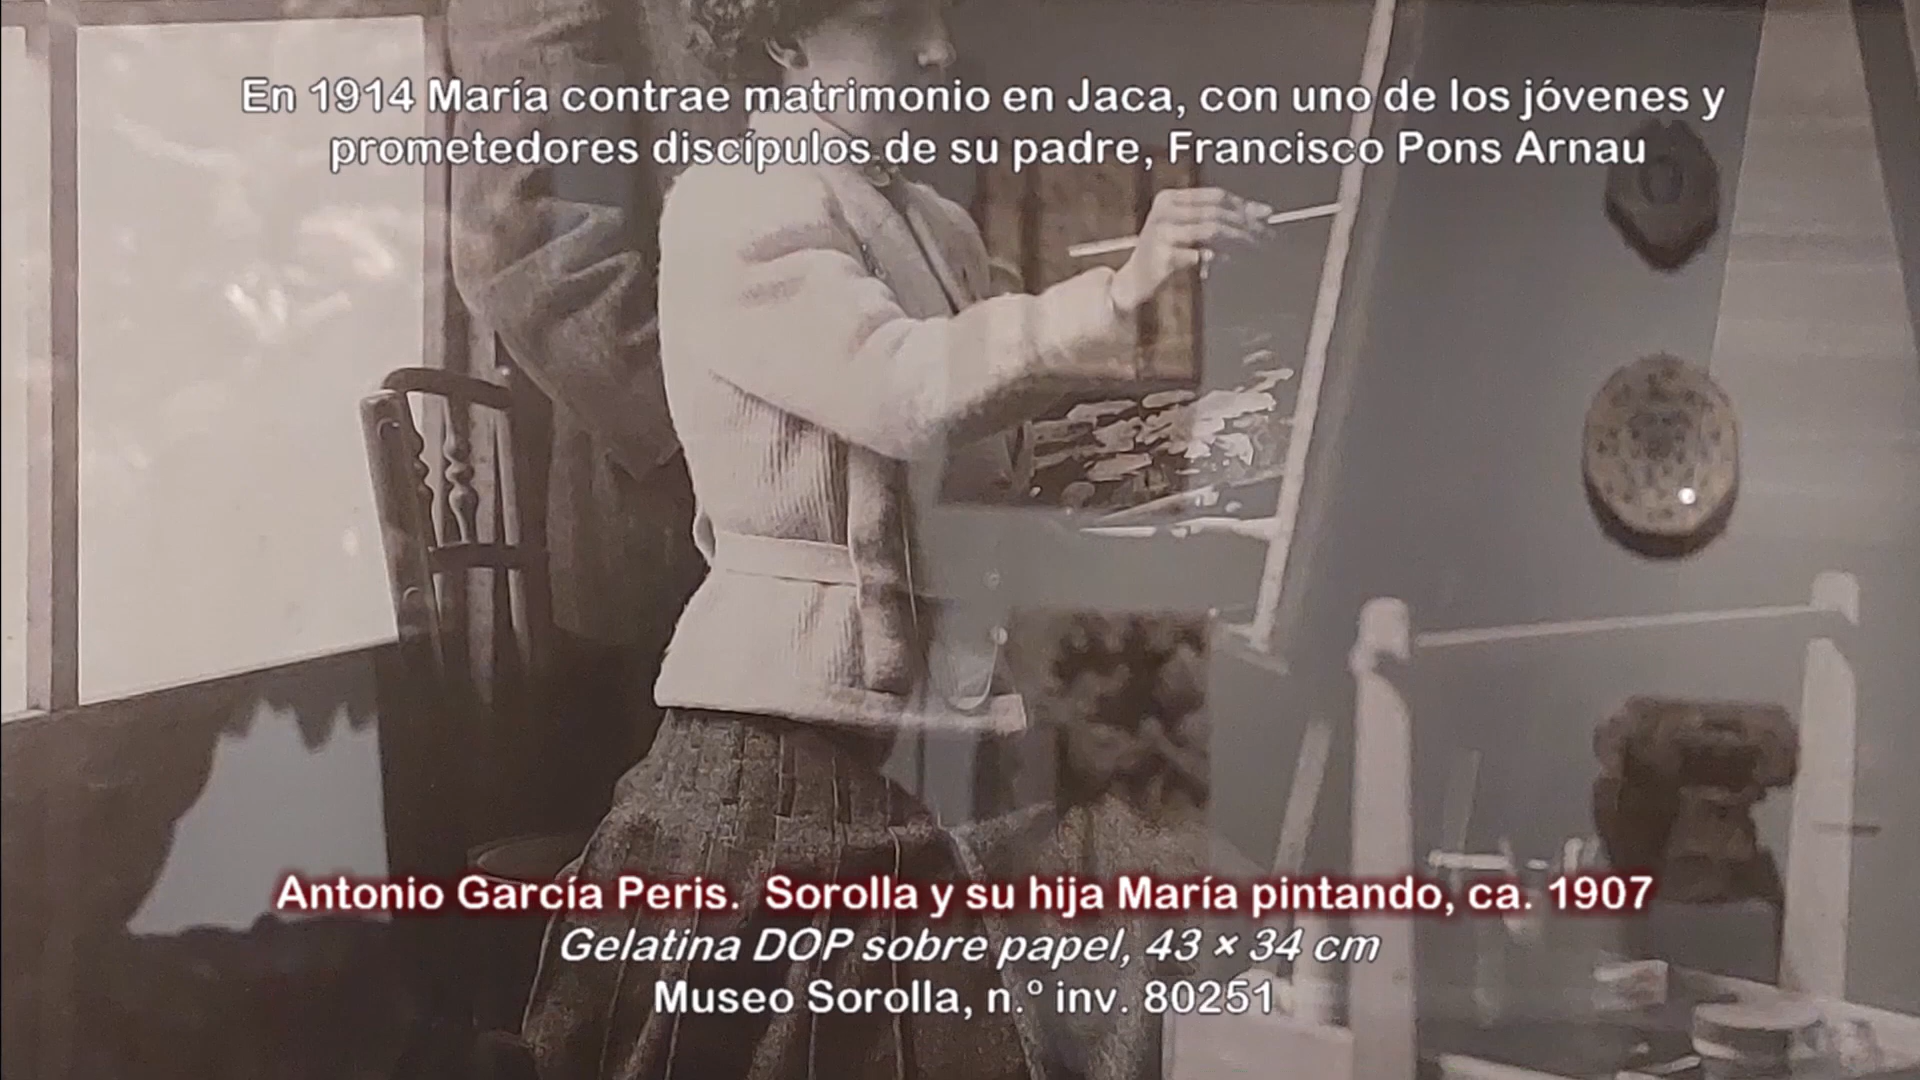 En 1914 María contrae matrimonio en Jaca, con uno de los jóvenes y
prometedores discípulos de su padre, Francisco Pons Arnau
Antonio García Peris. Sorolla y su hija María pintando, ca. 1907
Gelatina DOP sobre papel, 43 × 34 cm
Museo Sorolla, n.º inv. 80251